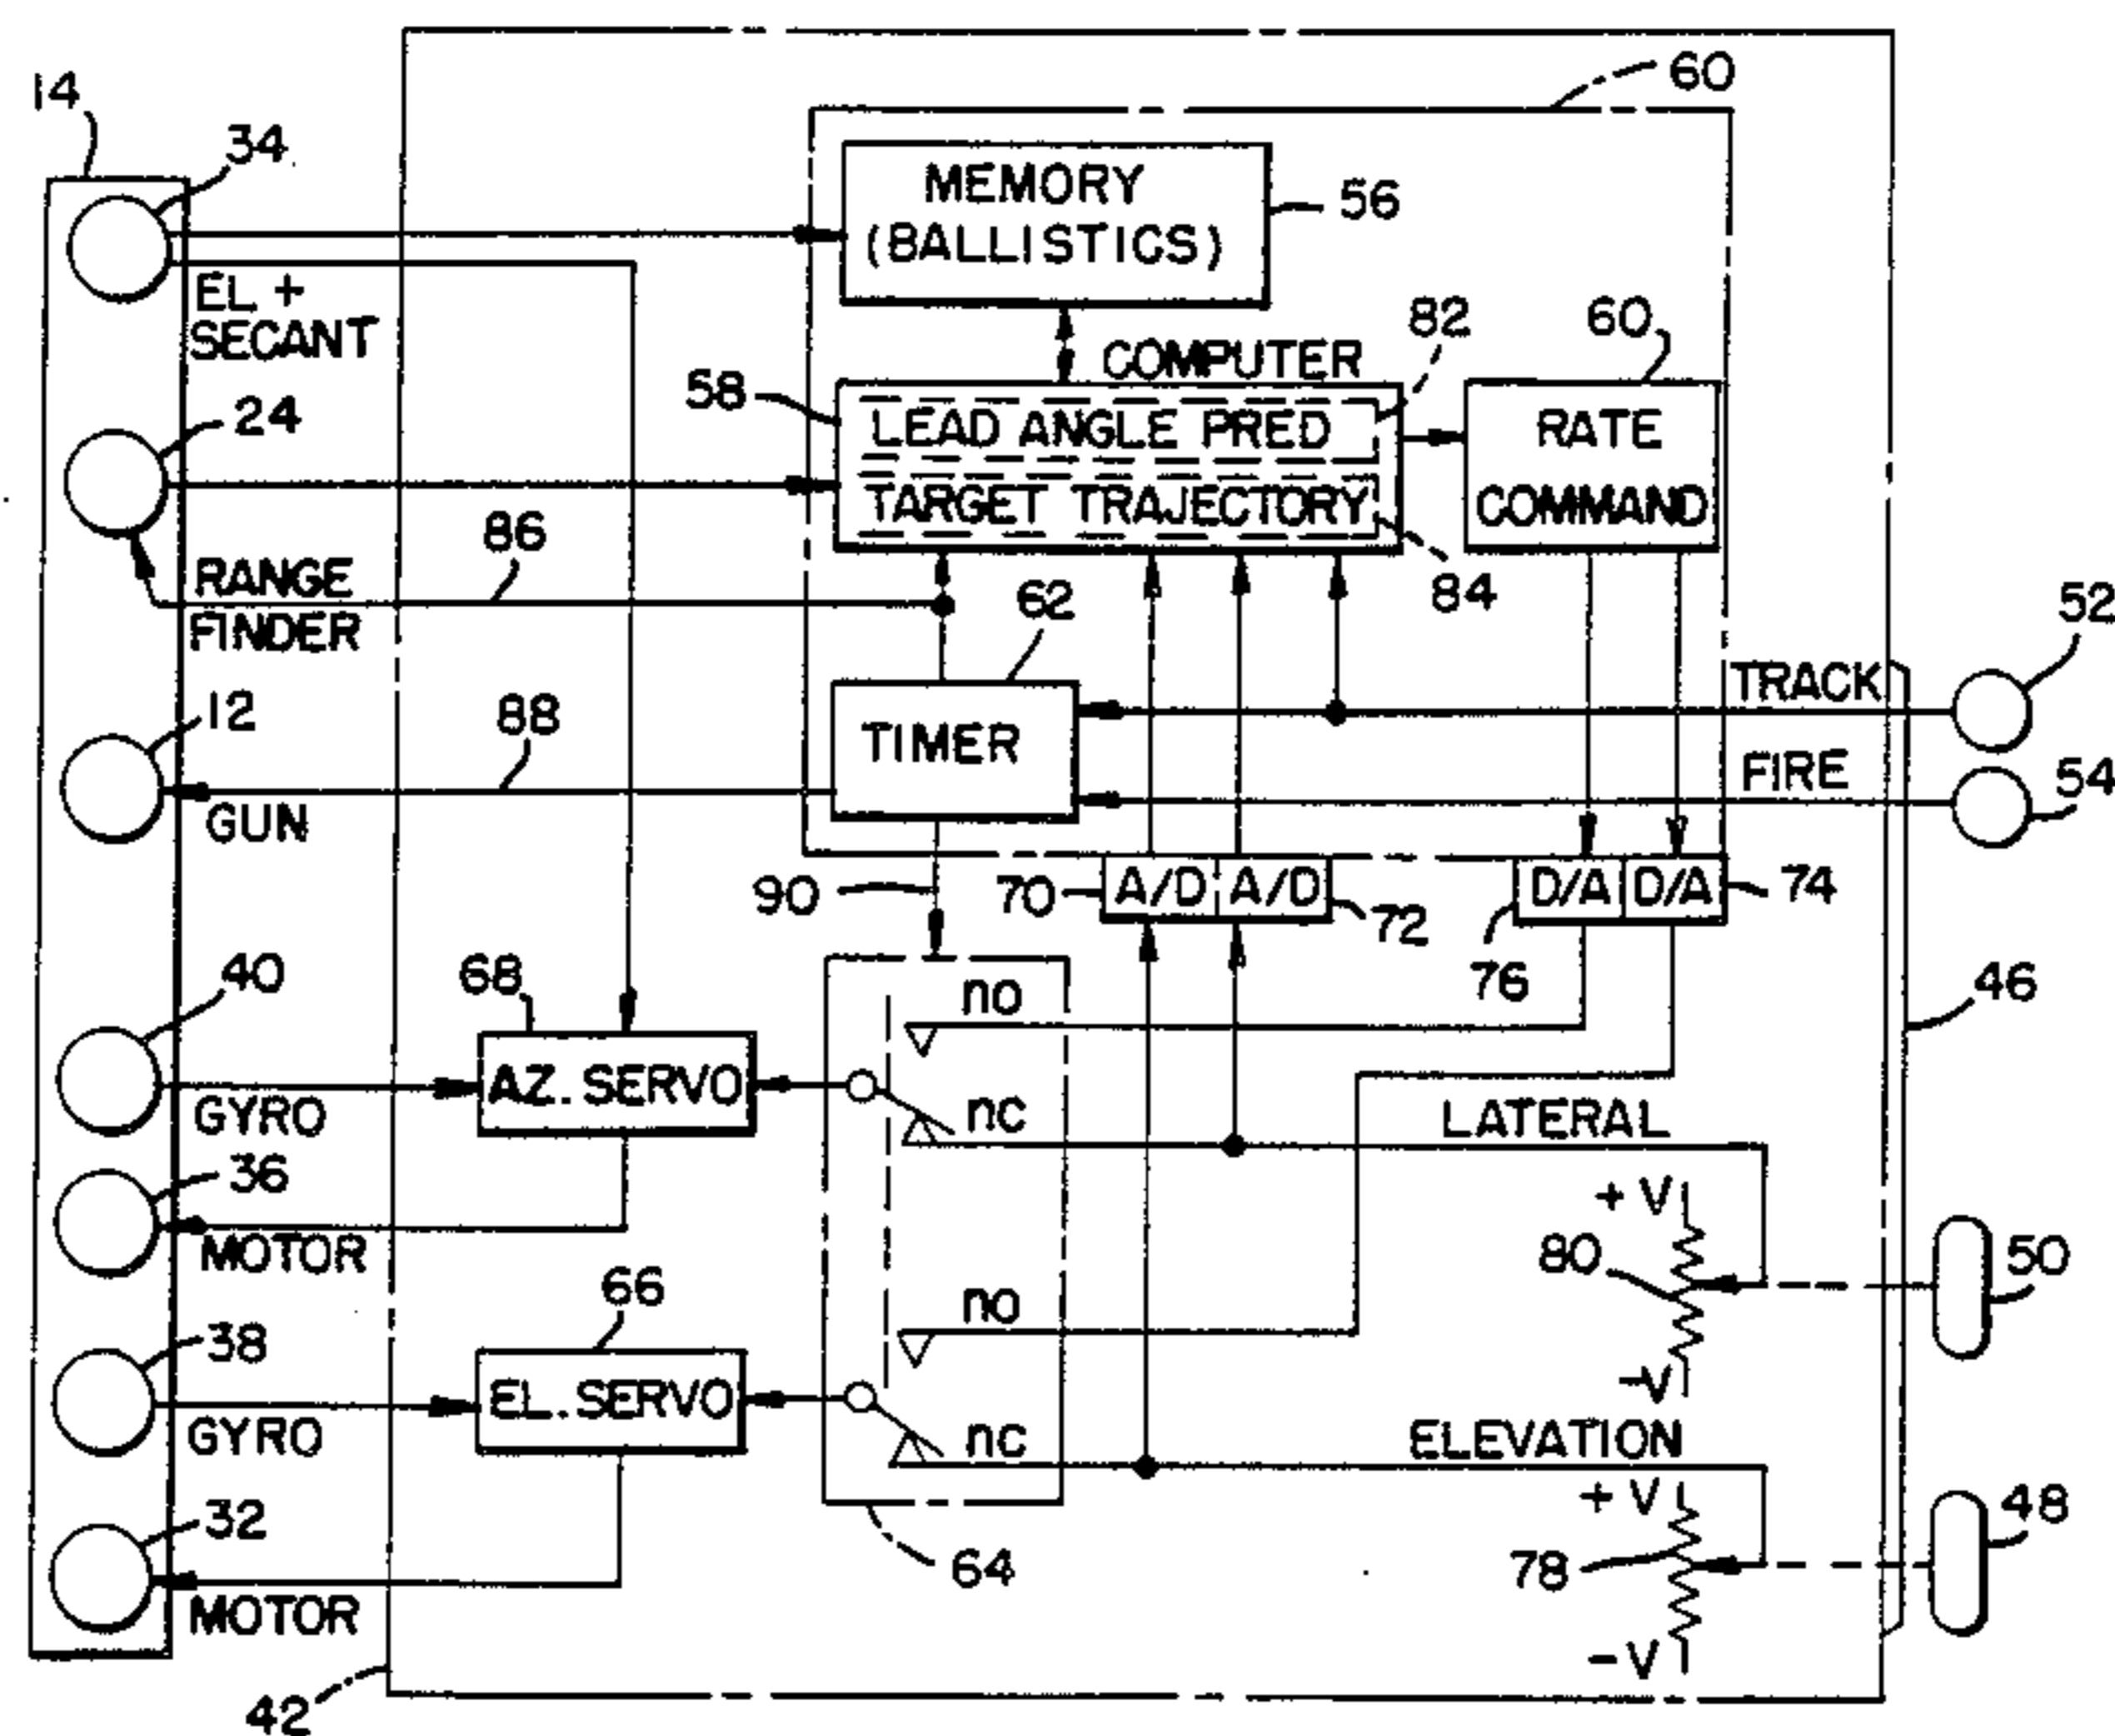 60
14
34
MEMORY
(BALLISTICS)
56
EL +
SECANT
COMPUTER
82
60
58
LEAD ANGLE PRED
RATE
COMMAND
24
TARGET TRAJECTORY
86
84
RANGE
FINDER
62
52
TRACK
12
88
TIMER
FIRE
54
GUN
90
70
A/D
A/D
72
D/A
D/A
74
76
40
68
no
46
AZ. SERVO
GYRO
nc
LATERAL
36
+ V
MOTOR
80
50
66
no
-V
38
EL. SERVO
GYRO
nc
ELEVATION
+ V
32
48
64
78
MOTOR
-V
42